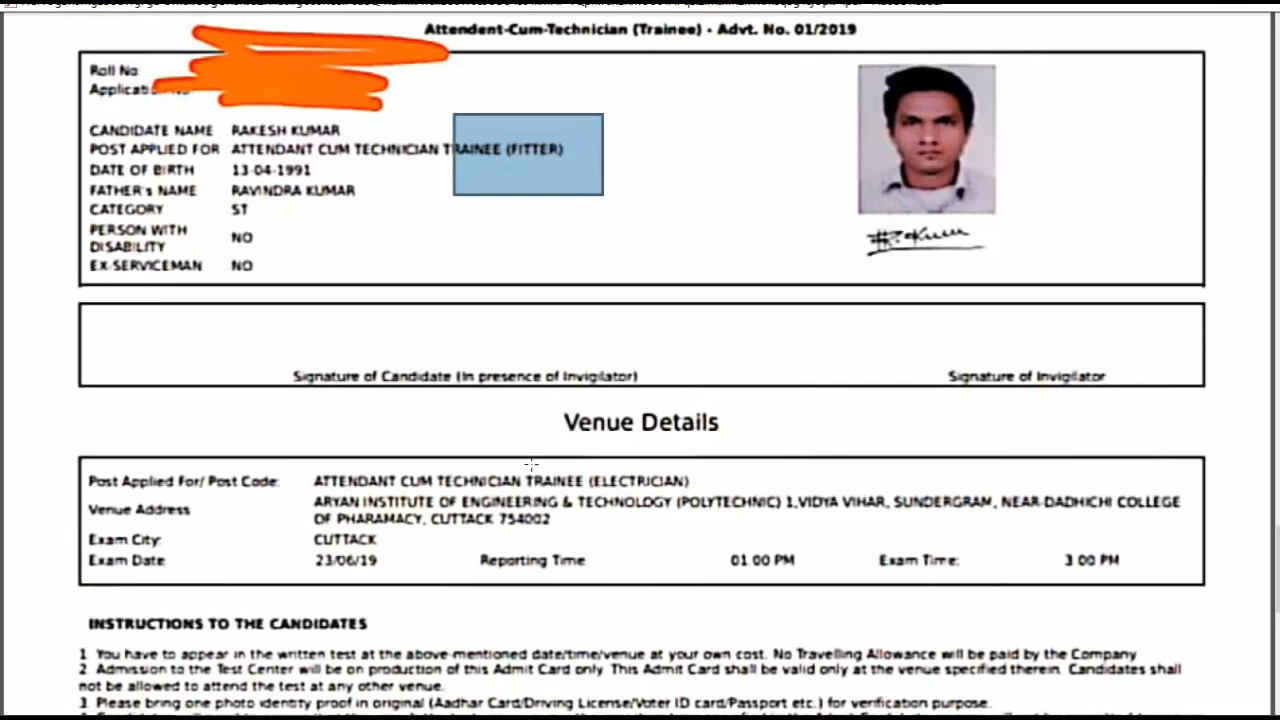 Attendent-Cum-Technician (Trainee) - Advt. No. 01/2019
Roll No
CANDIDATE NAME RAKESH KUMAR
POST APPLIED FOR ATTENDANT CUM TECHNICIAN TRAINEE (FITTER)
DATE OF BIRTH 13-04-1991
FATHER's NAME RAVINDRA KUMAR
CATEGORY ST
PERSON WITH DISABILITY NO
EX-SERVICEMAN NO
Signature of Candidate (In presence of Invigilator) Signature of Invigilator
Venue Details
Post Applied For/ Post Code: ATTENDANT CUM TECHNICIAN TRAINEE (ELECTRICIAN)
Venue Address ARYAN INSTITUTE OF ENGINEERING & TECHNOLOGY (POLYTECHNIC) 1,VIDYA VIHAR, SUNDERGRAM, NEAR-DADHICHI COLLEGE
OF PHARAMACY, CUTTACK 754002
Exam City: CUTTACK
Exam Date 23/06/19 Reporting Time 01:00 PM Exam Time: 3:00 PM
INSTRUCTIONS TO THE CANDIDATES
1. You have to appear in the written test at the above-mentioned date/time/venue at your own cost. No Travelling Allowance will be paid by the Company
2. Admission to the Test Center will be on production of this Admit Card only. This Admit Card shall be valid only at the venue specified therein. Candidates shall
not be allowed to attend the test at any other venue.
3. Please bring one photo identity proof in original (Aadhar Card/Driving License/Voter ID card/Passport etc.) for verification purpose.